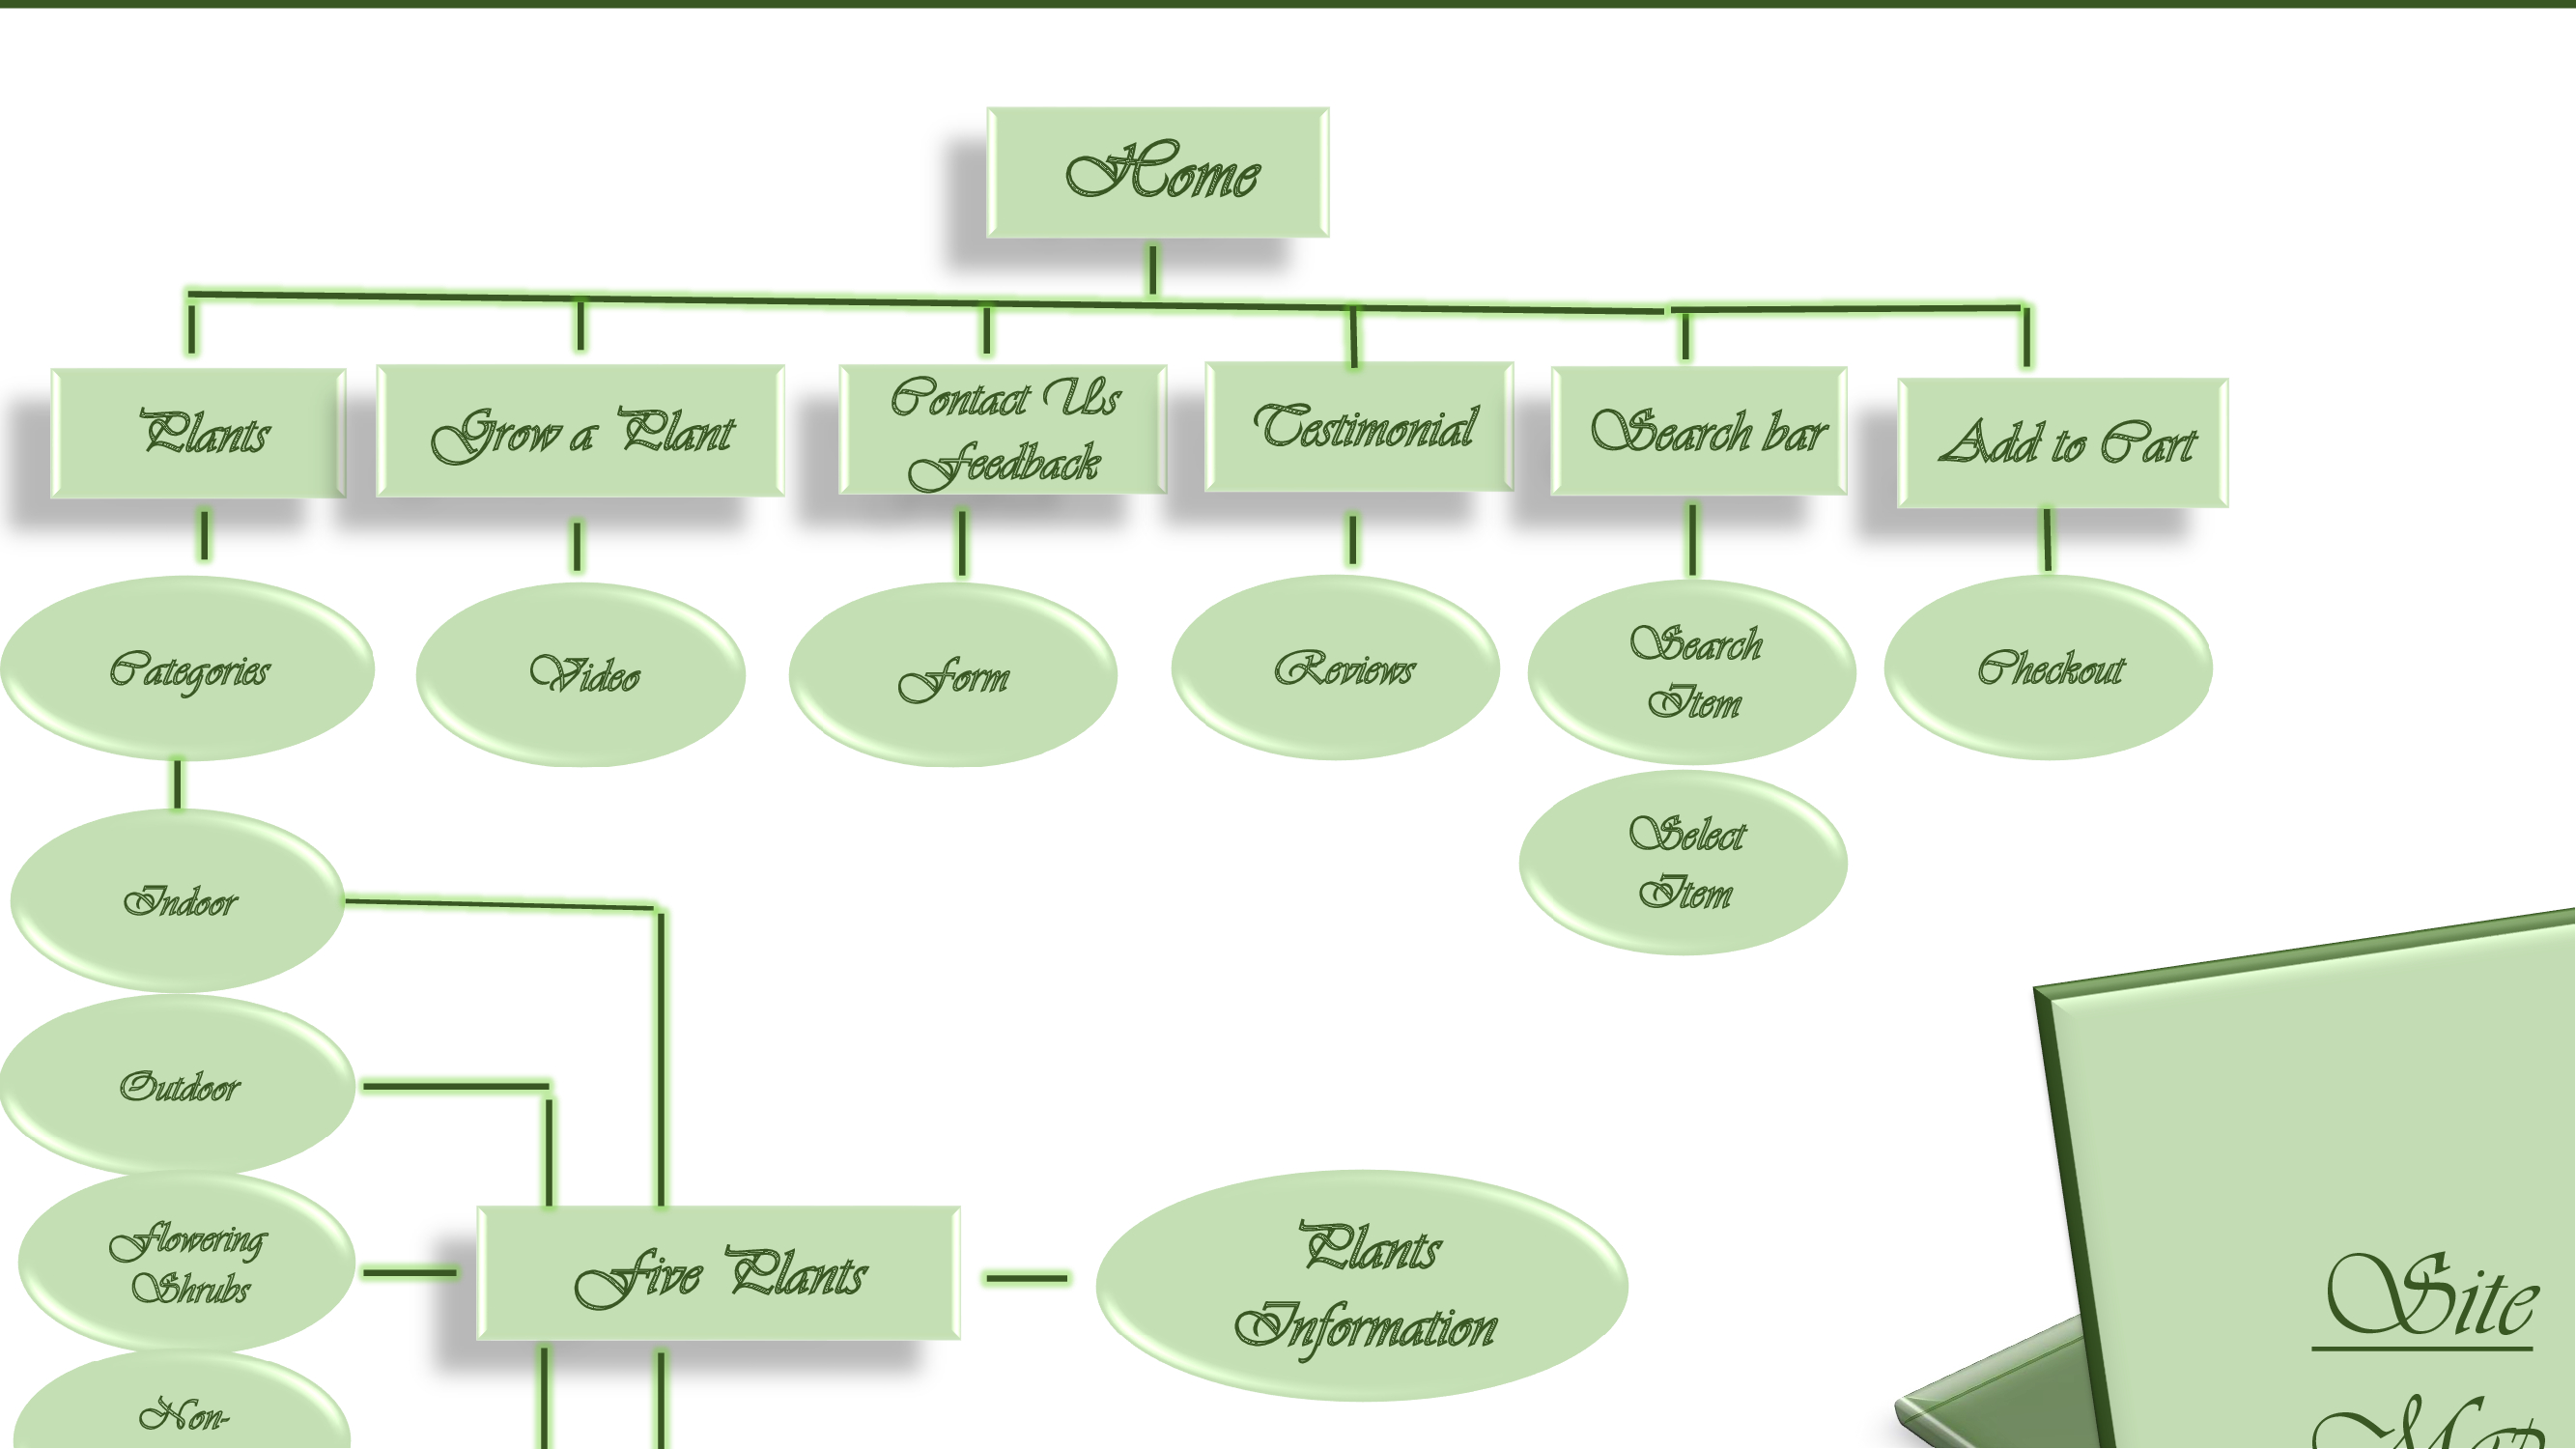 Home
Plants
Grow a Plant
Contact Us
Feedback
Testimonial
Search bar
Add to Cart
Categories
Video
Form
Reviews
Search
Item
Checkout
Select
Item
Indoor
Outdoor
Flowering
Shrubs
Five Plants
Plants
Information
Non-
Site